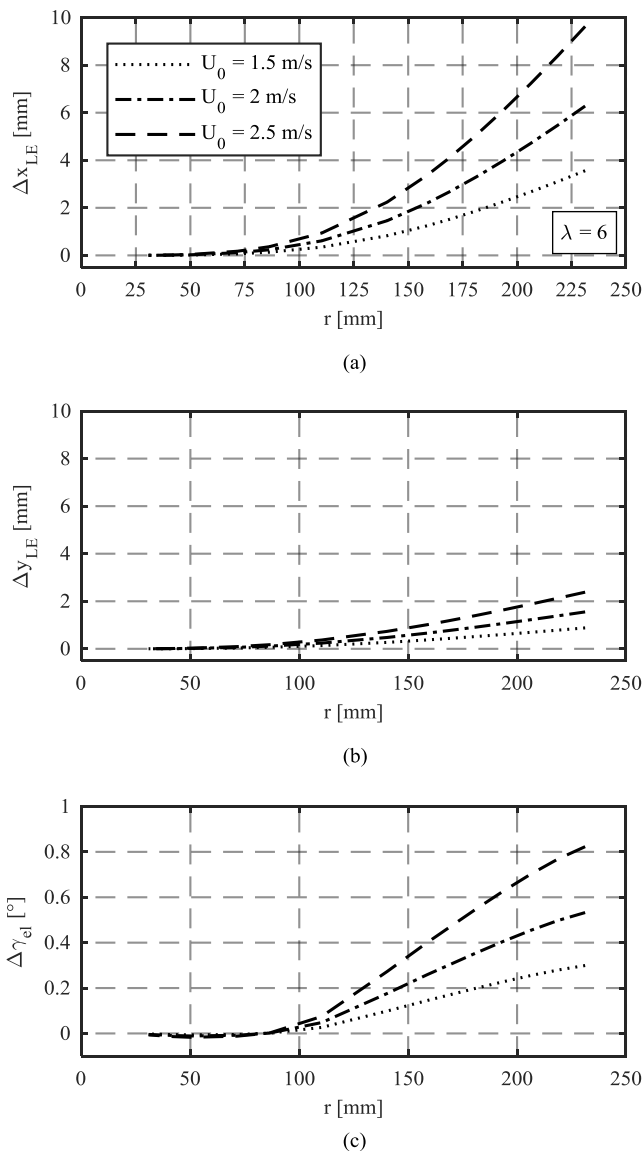 10
8
6
4
2
0
Δx_LE [mm]
U_0 = 1.5 m/s
U_0 = 2 m/s
U_0 = 2.5 m/s
λ = 6
0 25 50 75 100 125 150 175 200 225 250
r [mm]
(a)
10
8
6
4
2
0
Δy_LE [mm]
0 50 100 150 200 250
r [mm]
(b)
1
0.8
0.6
0.4
0.2
0
Δγ_el [°]
0 50 100 150 200 250
r [mm]
(c)